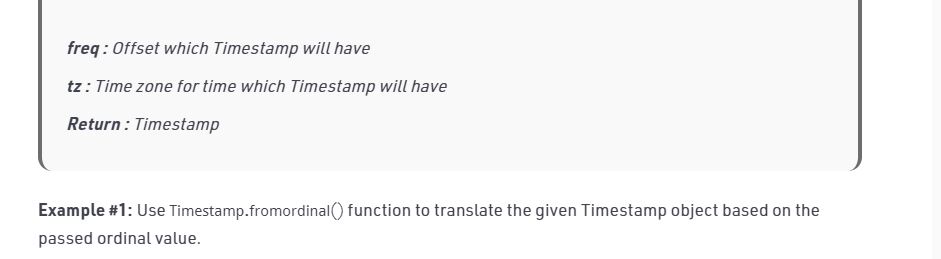 freq : Offset which Timestamp will have
tz : Time zone for time which Timestamp will have
Return : Timestamp
Example #1: Use Timestamp.fromordinal() function to translate the given Timestamp object based on the
passed ordinal value.